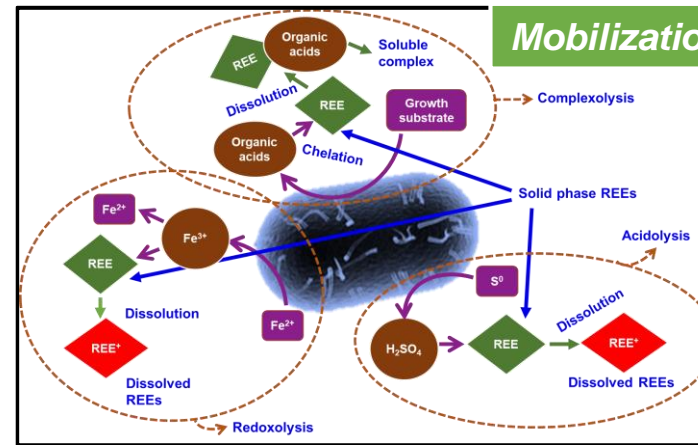 Mobilizatio
Organic
acids
REE
Soluble
complex
Dissolution
REE
Growth
substrate
Complexolysis
Organic
acids
Chelation
Solid phase REEs
Fe²⁺
Fe³⁺
REE
Acidolysis
S⁰
Dissolution
Fe²⁺
Dissolution
REE⁺
H₂SO₄
REE
REE⁺
Dissolved
REEs
Dissolved REEs
Redoxolysis